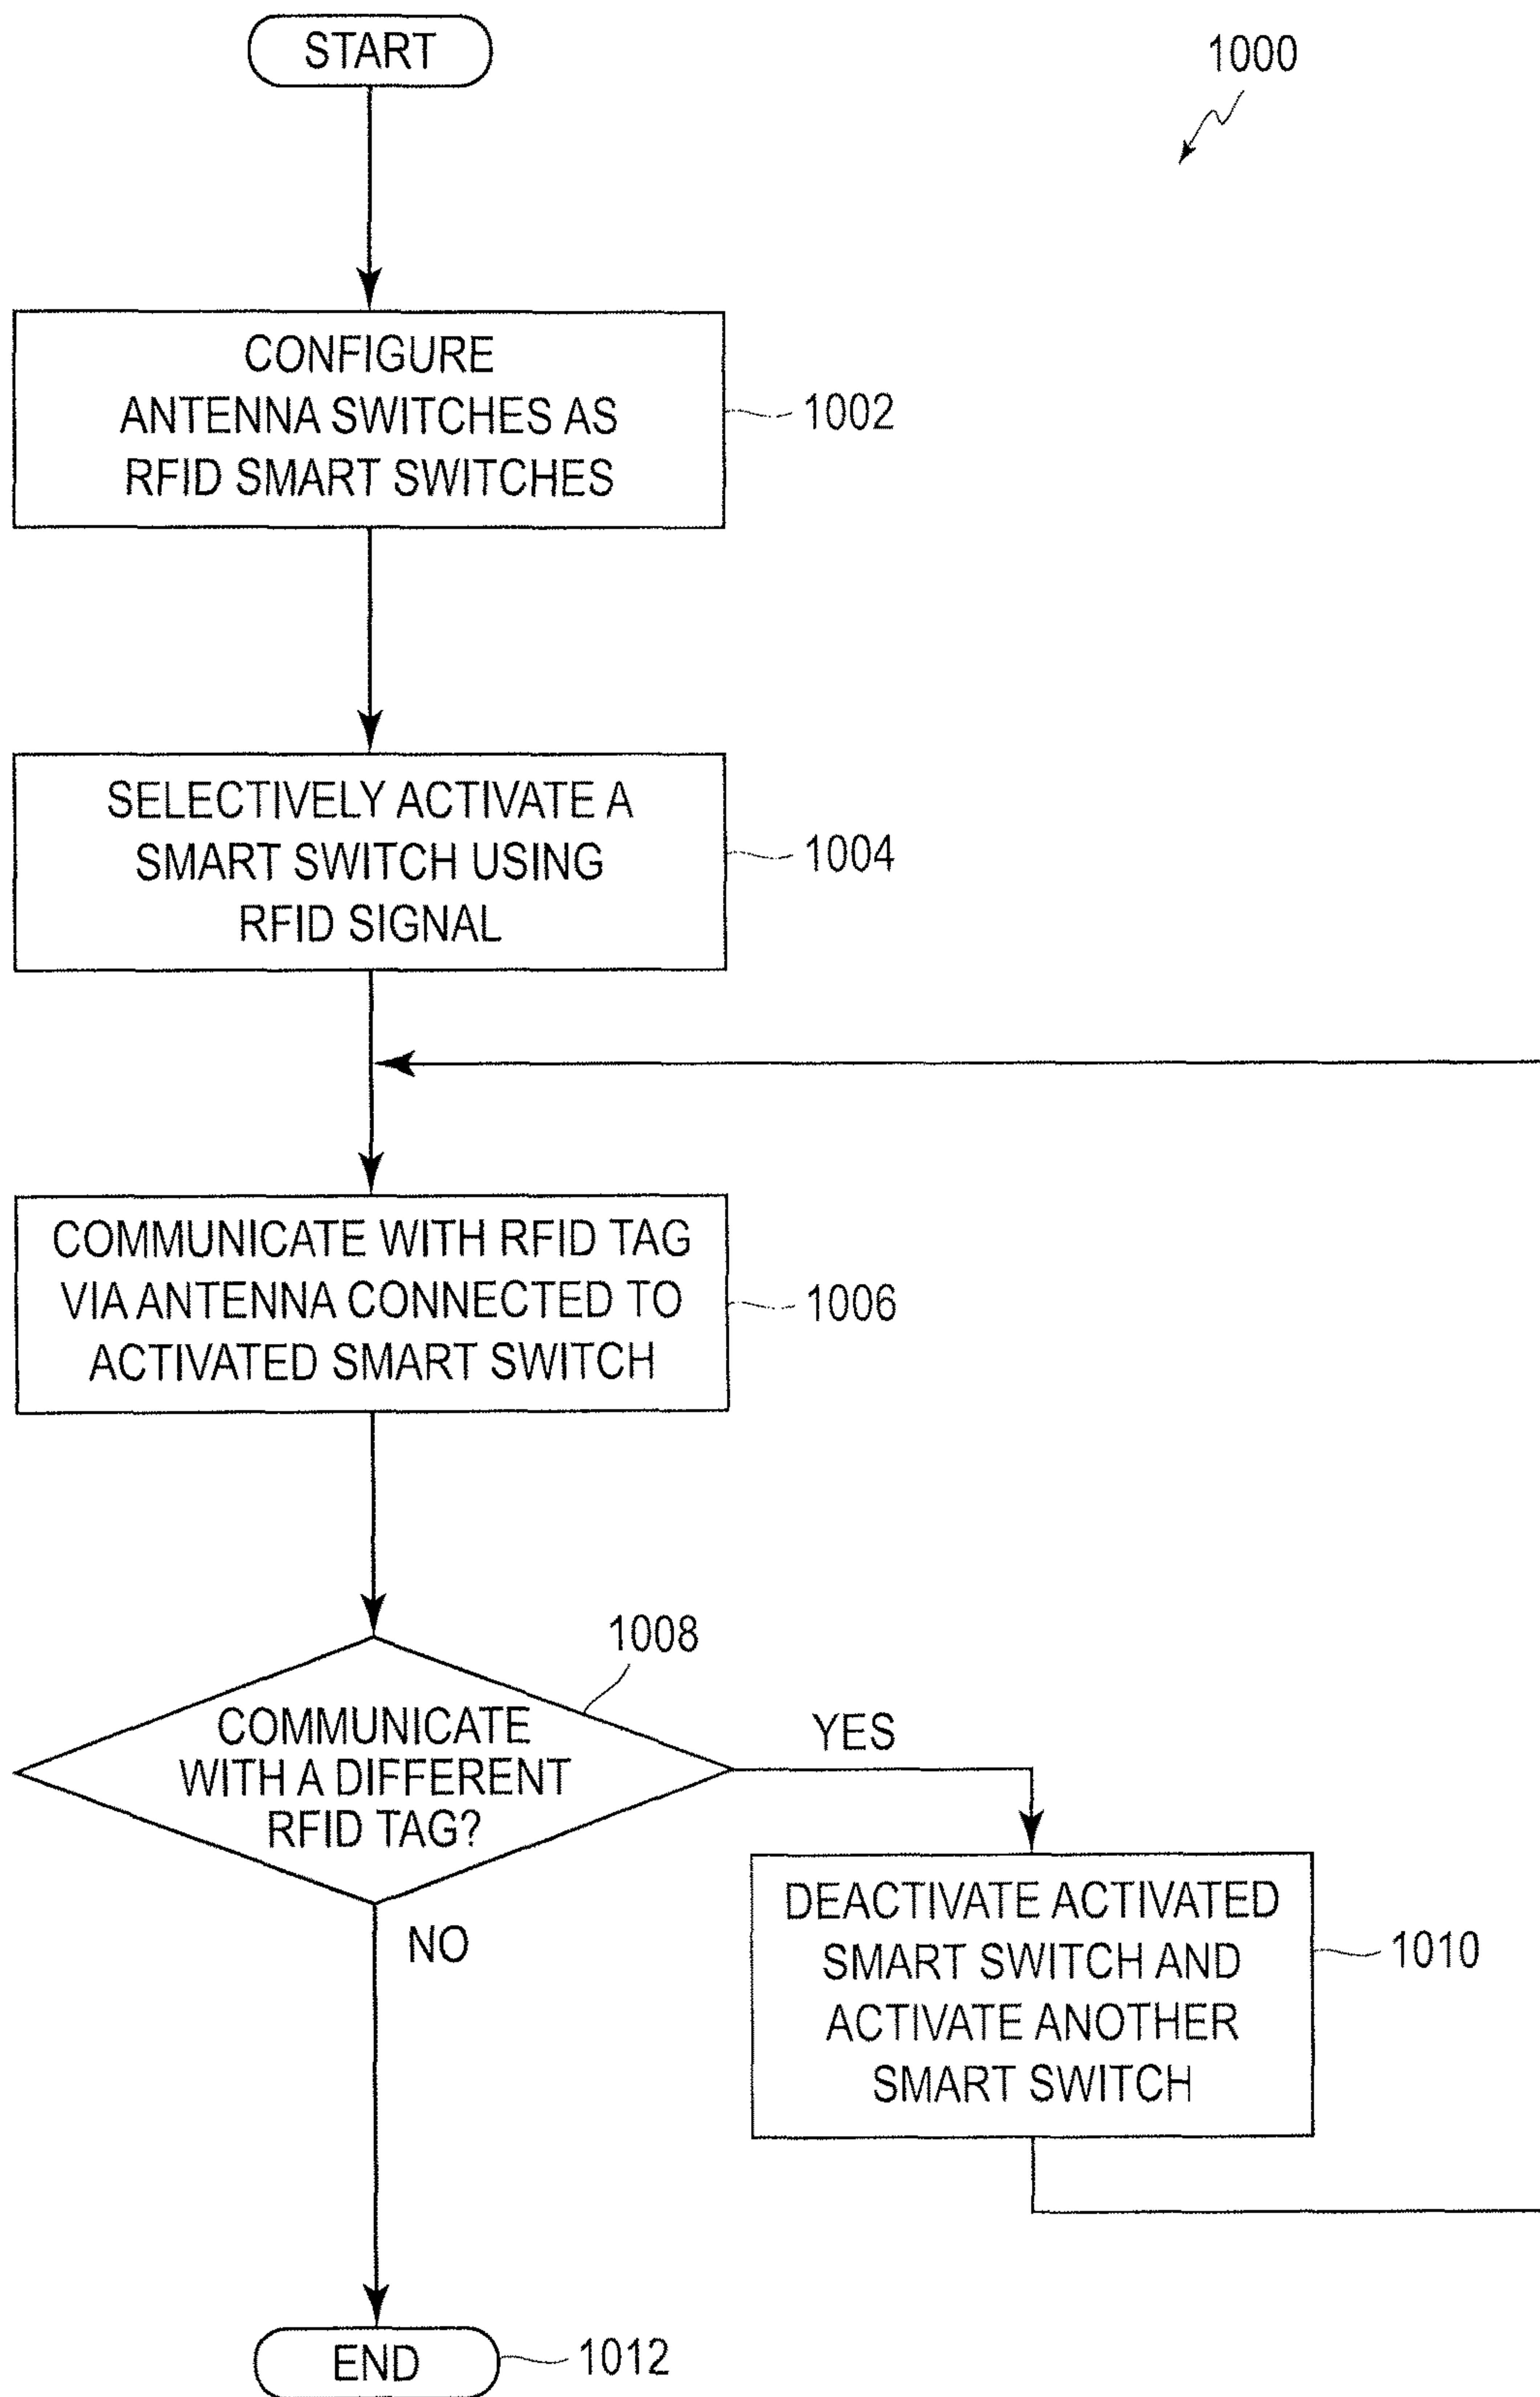 START
1000
CONFIGURE
ANTENNA SWITCHES AS
RFID SMART SWITCHES
1002
SELECTIVELY ACTIVATE A
SMART SWITCH USING
RFID SIGNAL
1004
COMMUNICATE WITH RFID TAG
VIA ANTENNA CONNECTED TO
ACTIVATED SMART SWITCH
1006
1008
COMMUNICATE
WITH A DIFFERENT
RFID TAG?
YES
NO
DEACTIVATE ACTIVATED
SMART SWITCH AND
ACTIVATE ANOTHER
SMART SWITCH
1010
END
1012